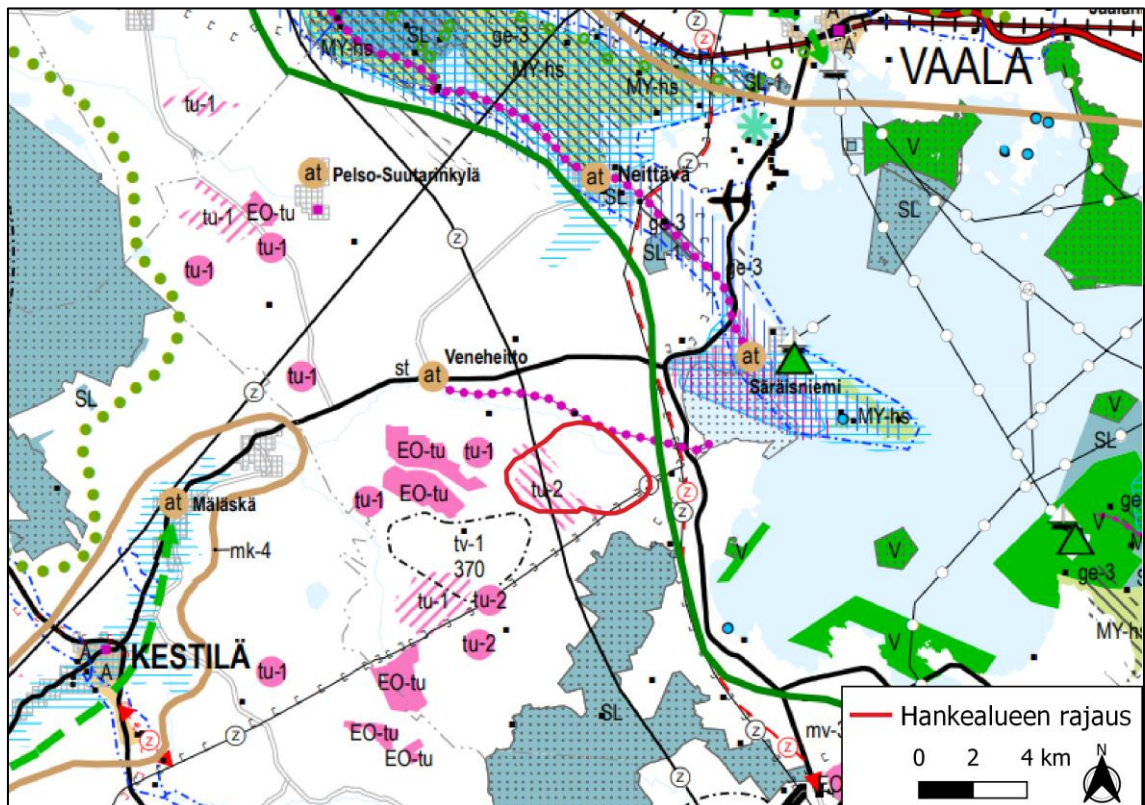 MY-hs
SL
ge-3
z
z
A
VAALA
MY-hs
MY-hs
SL-1
tu-1
V
at
Pelso-Suutarinkylä
at
Neittävä
SL
SL
tu-1
EO-tu
tu-1
tu-1
z
ge-3
SL-1
ge-3
Veneheitto
st
at
at
Säräisniemi
tu-1
z
SL
MY-hs
V
SL
EO-tu
tu-1
EO-tu
tu-1
tu-2
z
z
at
Mäläskä
mk-4
tv-1
370
tu-1
tu-2
tu-2
V
V
V
ge-3
V
A
A
KESTILÄ
tu-1
EO-tu
EO-tu
EO-tu
SL
z
z
z
z
MY-hs
Hankealueen rajaus
0 2 4 km
N